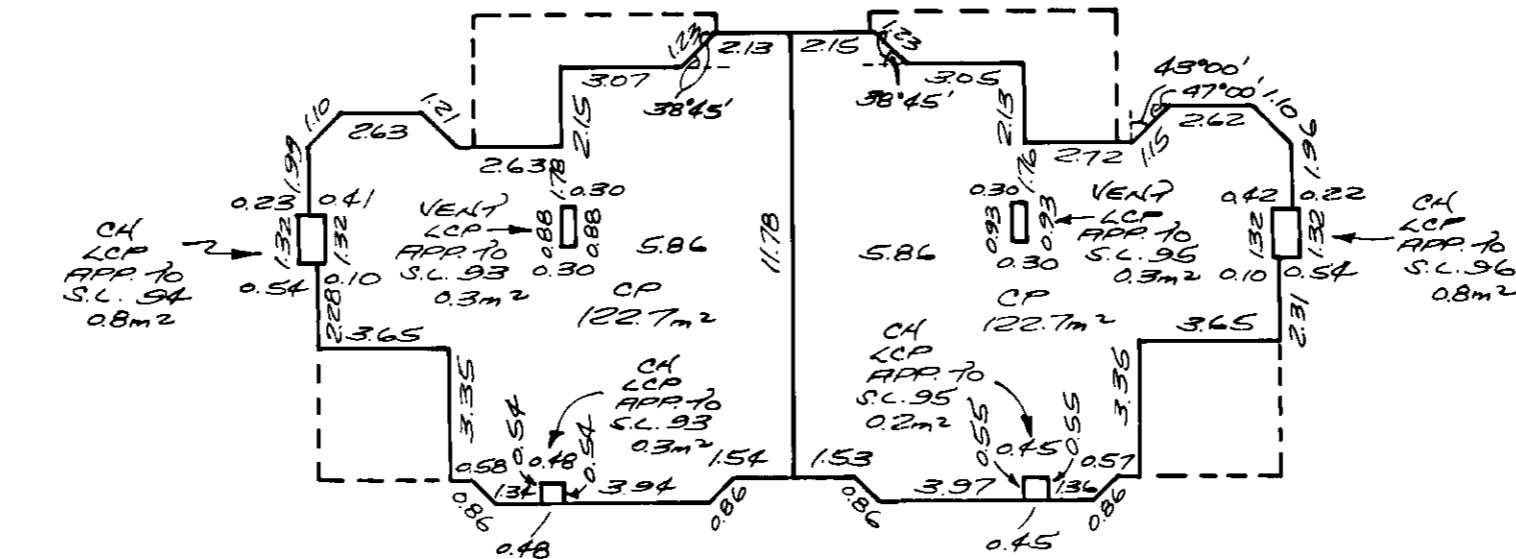 1.23
2.13
2.15
1.23
3.07
38°45'
38°45'
3.05
43°00'
47°00'
1.10
2.63
1.21
2.15
2.13
1.15
2.62
1.10
1.99
2.63
1.78
1.76
2.72
1.96
0.23
0.41
0.30
0.30
0.42
0.22
CH
LCP
APP. TO
S.L. 94
0.8m²
1.32
1.32
VENT
LCP
APP. TO
S.L. 93
0.3m²
0.88
0.88
5.86
11.78
5.86
0.93
0.93
VENT
LCP
APP. TO
S.L. 95
0.3m²
1.32
1.32
CH
LCP
APP. TO
S.L. 96
0.8m²
0.54
0.10
0.30
0.30
0.10
0.54
CP
122.7m²
CP
122.7m²
2.28
3.65
3.65
2.31
3.35
CH
LCP
APP. TO
S.L. 93
0.3m²
CH
LCP
APP. TO
S.L. 95
0.2m²
3.36
0.58
0.54
0.48
0.54
1.54
1.53
0.55
0.45
0.55
0.57
0.86
1.34
3.94
0.86
0.86
3.97
1.36
0.86
0.48
0.45